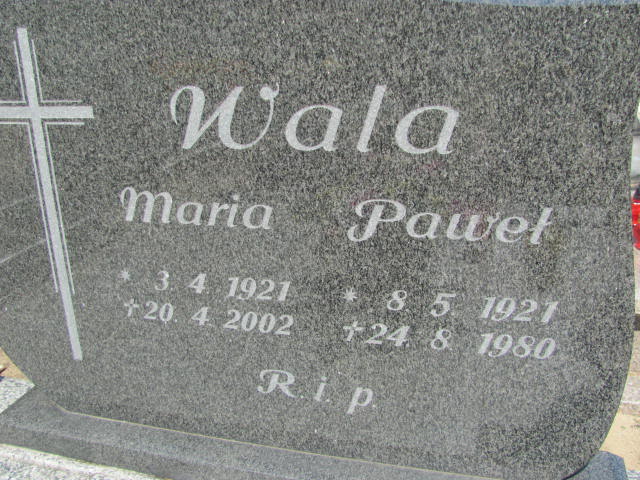 Wala
Maria Paweł
* 3. 4. 1921 * 8. 5. 1921
†20. 4. 2002 †24. 8. 1980
R. i. p.